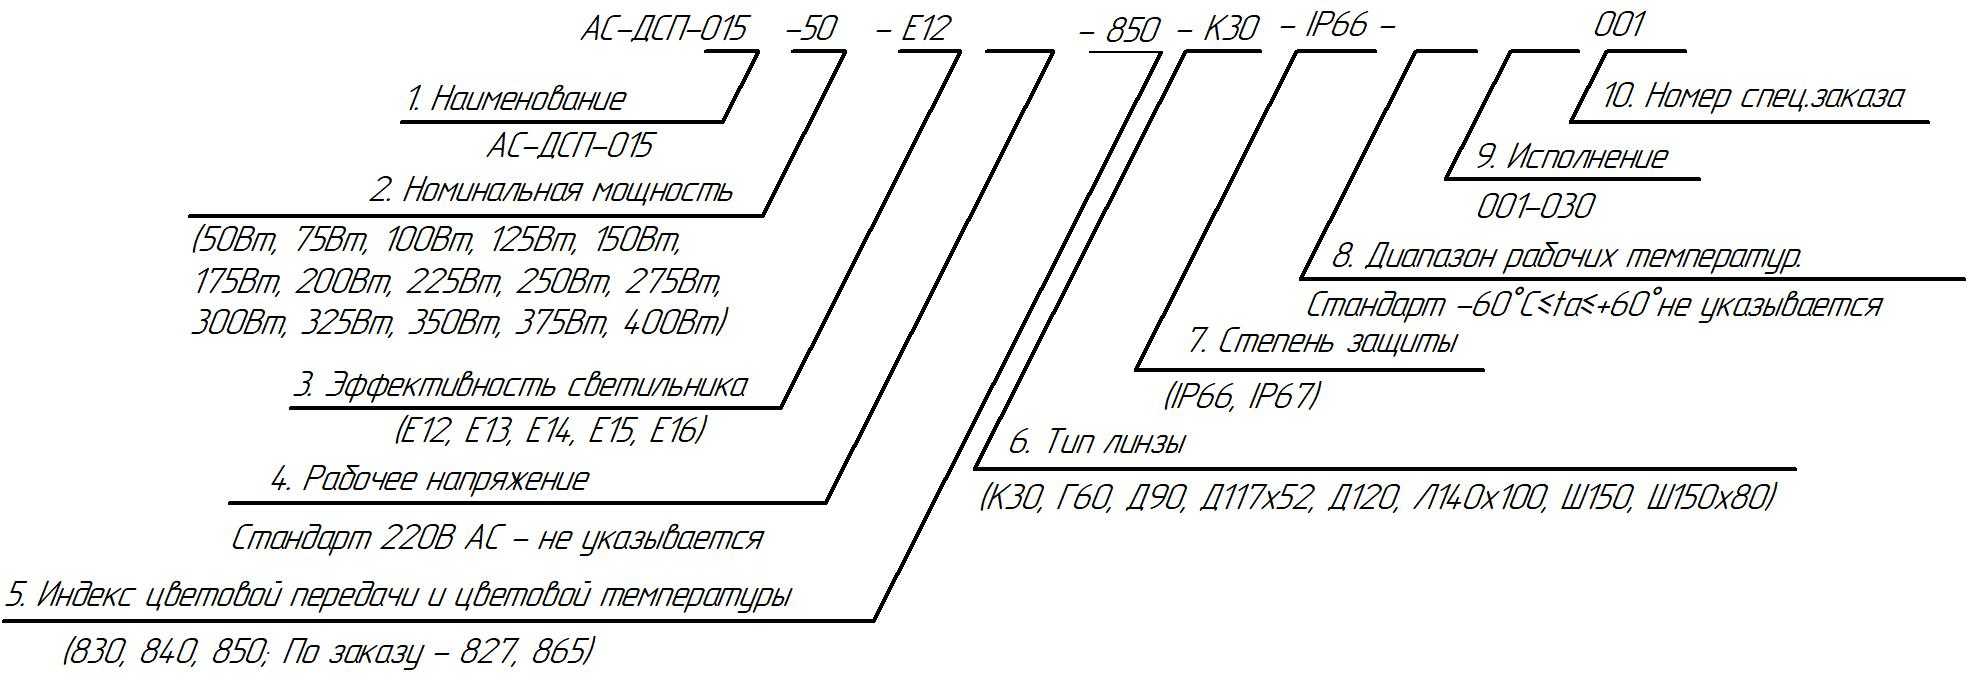 АС-ДСП-015 -50 - Е12 - 850 - К30 - IP66 - 001
1. Наименование
АС-ДСП-015
2. Номинальная мощность
(50Вт, 75Вт, 100Вт, 125Вт, 150Вт,
175Вт, 200Вт, 225Вт, 250Вт, 275Вт,
300Вт, 325Вт, 350Вт, 375Вт, 400Вт)
3. Эффективность светильника
(Е12, Е13, Е14, Е15, Е16)
4. Рабочее напряжение
Стандарт 220В АС - не указывается
5. Индекс цветовой передачи и цветовой температуры
(830, 840, 850; По заказу - 827, 865)
6. Тип линзы
(К30, Г60, Д90, Д117х52, Д120, Л140х100, Ш150, Ш150х80)
7. Степень защиты
(IP66, IP67)
8. Диапазон рабочих температур.
Стандарт -60°С≤ta≤+60°не указывается
9. Исполнение
001-030
10. Номер спец.заказа